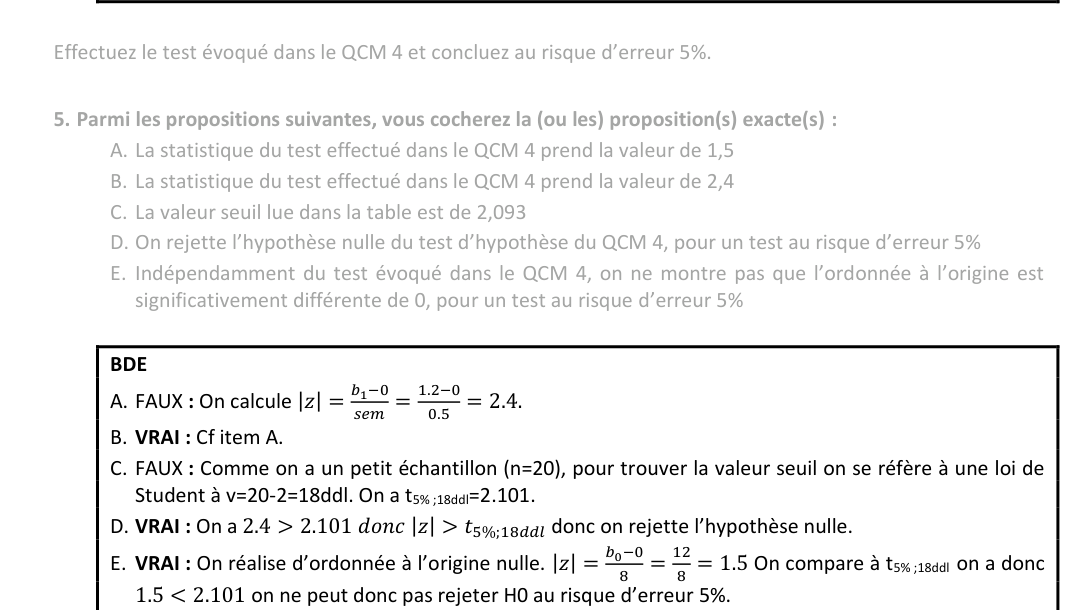 Effectuez le test évoqué dans le QCM 4 et concluez au risque d'erreur 5%.
5. Parmi les propositions suivantes, vous cocherez la (ou les) proposition(s) exacte(s) :
A. La statistique du test effectué dans le QCM 4 prend la valeur de 1,5
B. La statistique du test effectué dans le QCM 4 prend la valeur de 2,4
C. La valeur seuil lue dans la table est de 2,093
D. On rejette l'hypothèse nulle du test d'hypothèse du QCM 4, pour un test au risque d'erreur 5%
E. Indépendamment du test évoqué dans le QCM 4, on ne montre pas que l'ordonnée à l'origine est
significativement différente de 0, pour un test au risque d'erreur 5%
BDE
A. FAUX : On calcule |z| = (b₁−0)/sem = (1.2−0)/0.5 = 2.4.
B. VRAI : Cf item A.
C. FAUX : Comme on a un petit échantillon (n=20), pour trouver la valeur seuil on se réfère à une loi de
Student à v=20-2=18ddl. On a t5% ;18ddl=2.101.
D. VRAI : On a 2.4 > 2.101 donc |z| > t5%;18ddl donc on rejette l'hypothèse nulle.
E. VRAI : On réalise d'ordonnée à l'origine nulle. |z| = (b₀−0)/8 = 12/8 = 1.5 On compare à t5% ;18ddl on a donc
1.5 < 2.101 on ne peut donc pas rejeter H0 au risque d'erreur 5%.